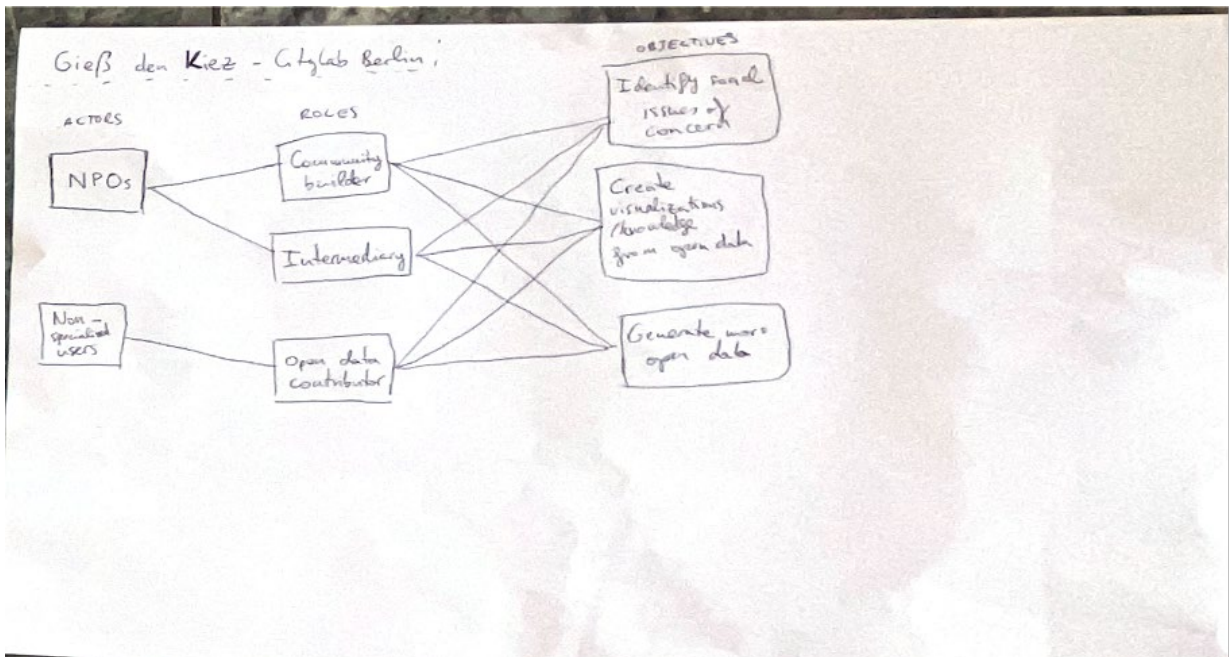 Gieß den Kiez - CityLab Berlin:
ACTORS
NPOs
Non-
specialized
users
ROLES
Community
builder
Intermediary
Open data
contributor
OBJECTIVES
Identify social
issues of
concern
Create
visualizations
/knowledge
from open data
Generate more
open data